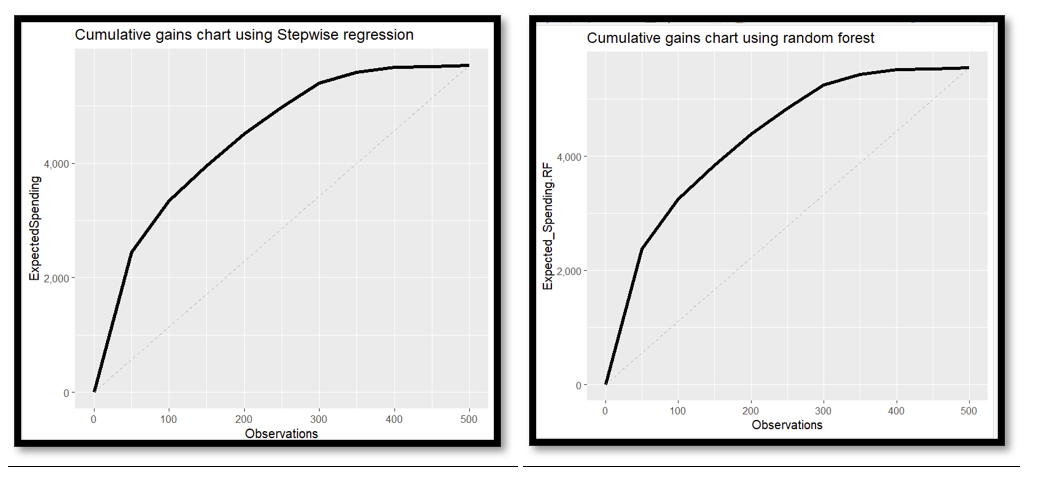 Cumulative gains chart using Stepwise regression
ExpectedSpending
4,000
2,000
0
0 100 200 300 400 500
Observations
Cumulative gains chart using random forest
Expected_Spending.RF
4,000
2,000
0
0 100 200 300 400 500
Observations